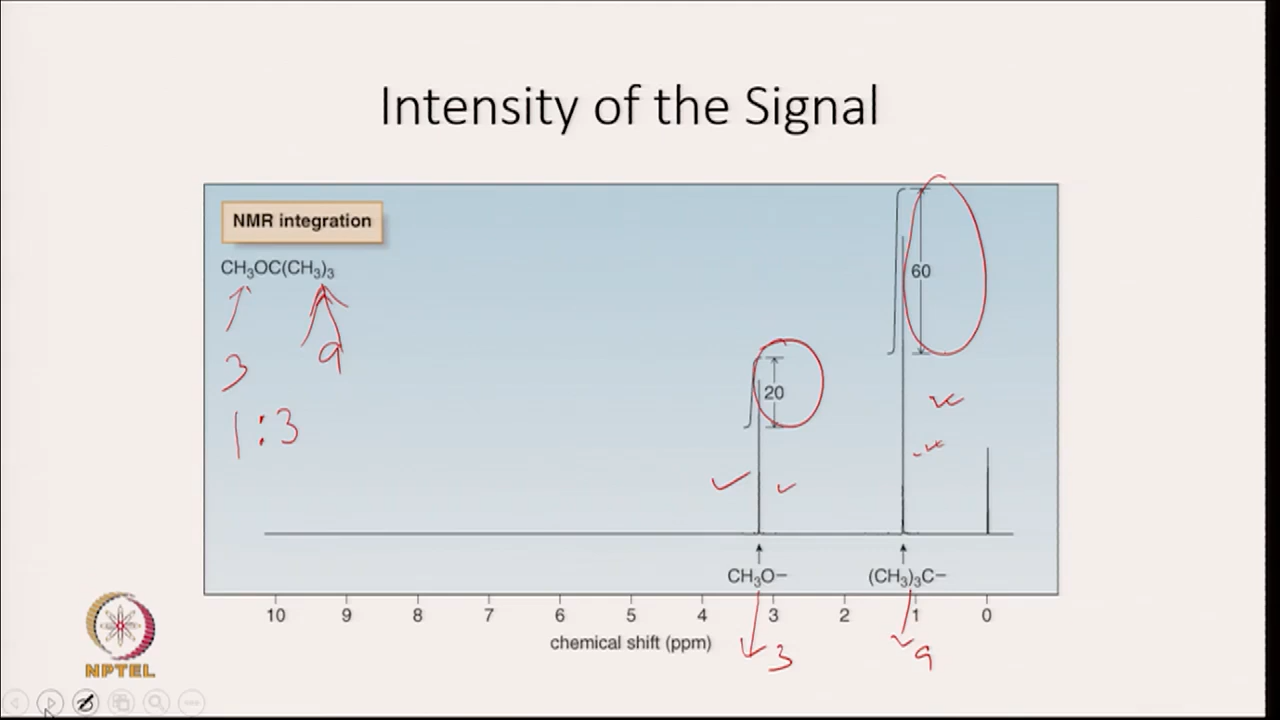 Intensity of the Signal
NMR integration
CH₃OC(CH₃)₃
3 9
1:3
60
20
CH₃O− (CH₃)₃C−
10 9 8 7 6 5 4 3 2 1 0
chemical shift (ppm)
3 9
NPTEL